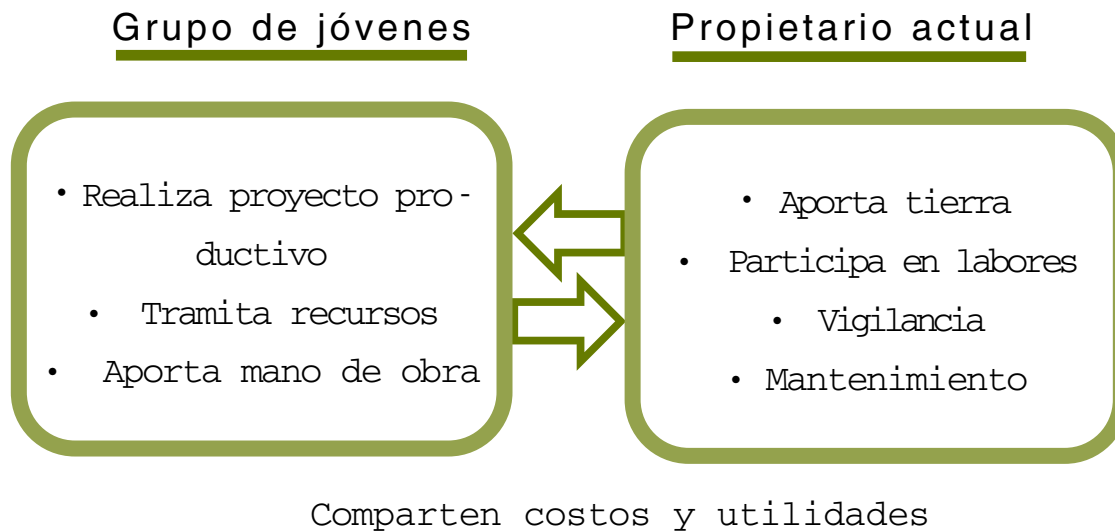 Grupo de jóvenes
Propietario actual
• Realiza proyecto pro-
ductivo
• Tramita recursos
• Aporta mano de obra
• Aporta tierra
• Participa en labores
• Vigilancia
• Mantenimiento
Comparten costos y utilidades